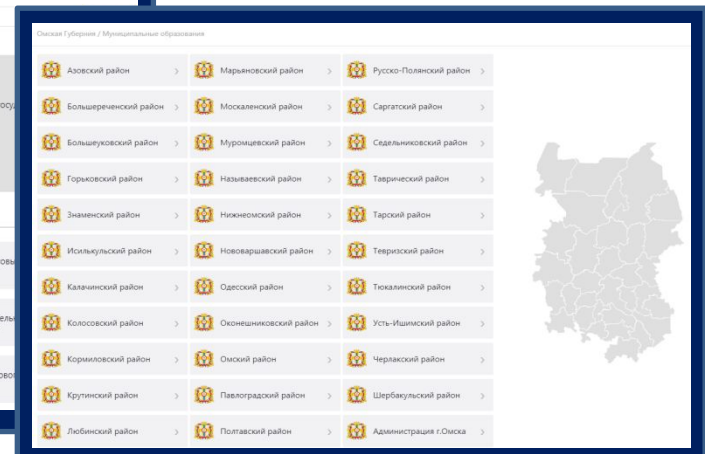 Омская Губерния / Муниципальные образования
Азовский район
Марьяновский район
Русско-Полянский район
Большереченский район
Москаленский район
Саргатский район
Большеуковский район
Муромцевский район
Седельниковский район
Горьковский район
Называевский район
Таврический район
Знаменский район
Нижнеомский район
Тарский район
Исилькульский район
Нововаршавский район
Тевризский район
Калачинский район
Одесский район
Тюкалинский район
Колосовский район
Оконешниковский район
Усть-Ишимский район
Кормиловский район
Омский район
Черлакский район
Крутинский район
Павлоградский район
Шербакульский район
Любинский район
Полтавский район
Администрация г.Омска